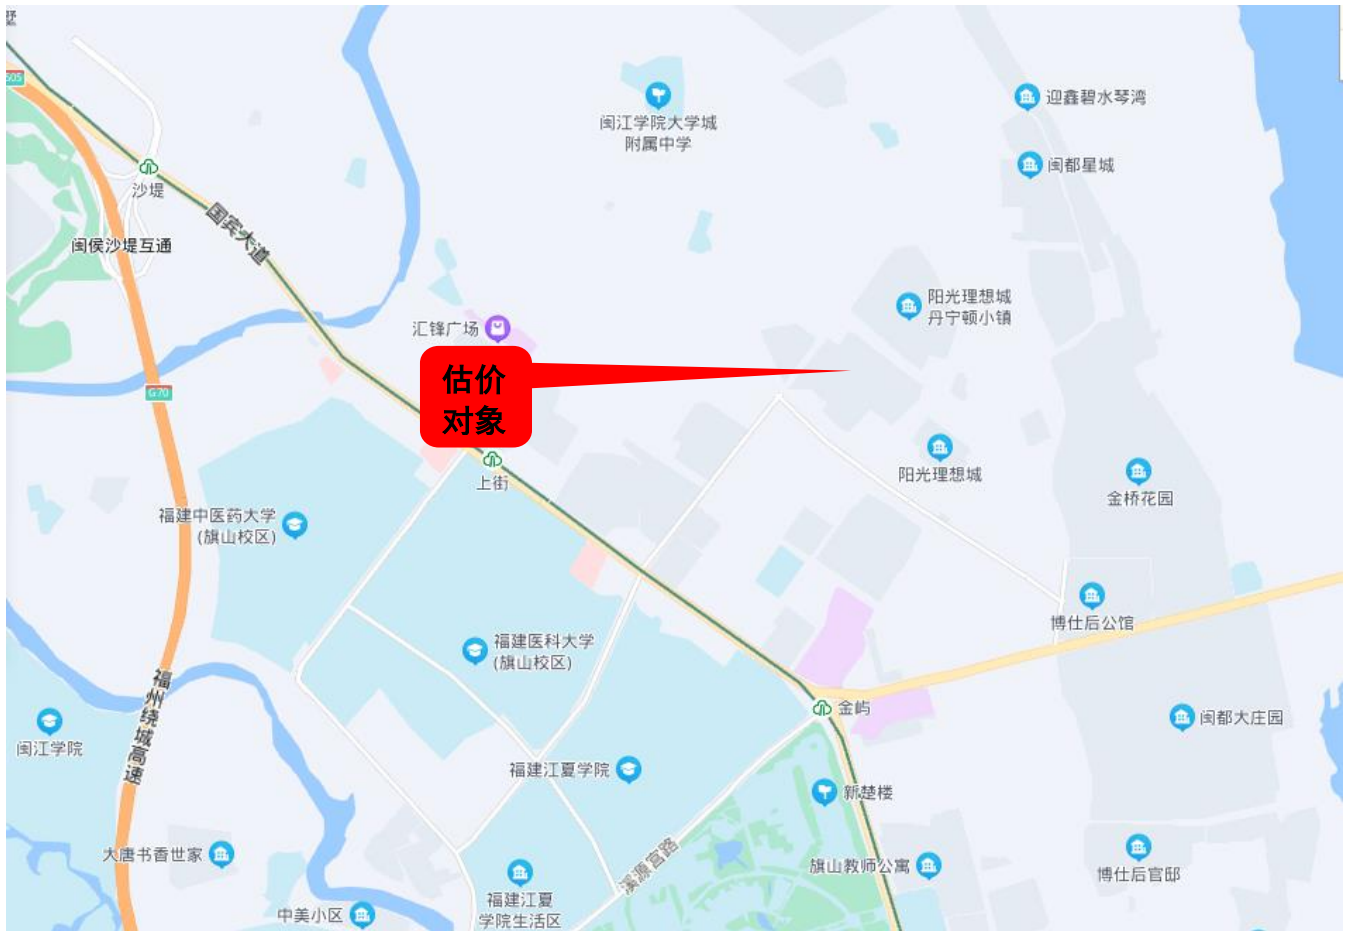 墅
S05
迎鑫碧水琴湾
闽江学院大学城
附属中学
闽都星城
沙堤
国宾大道
闽侯沙堤互通
阳光理想城
丹宁顿小镇
汇锋广场
估价
对象
G70
上街
阳光理想城
金桥花园
福建中医药大学
(旗山校区)
博仕后公馆
福建医科大学
(旗山校区)
福州绕城高速
金屿
闽都大庄园
闽江学院
福建江夏学院
新楚楼
溪源宫路
大唐书香世家
旗山教师公寓
博仕后官邸
福建江夏
学院生活区
中美小区